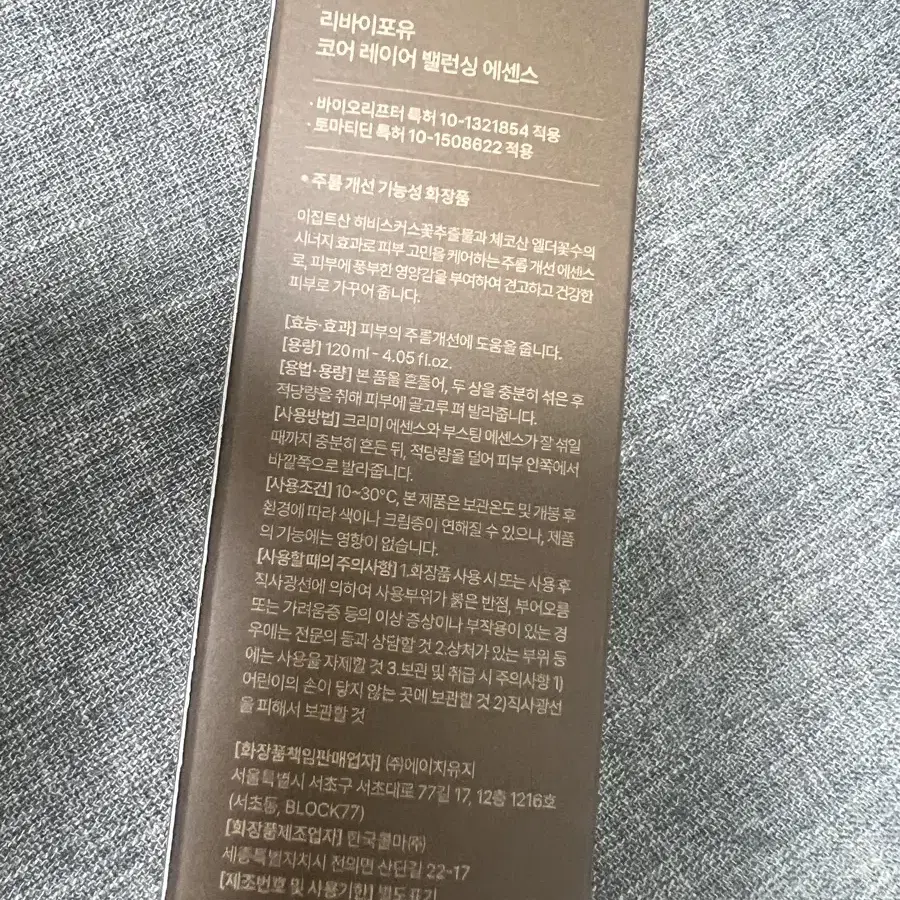 리바이포유
코어 레이어 밸런싱 에센스
· 바이오리프터 특허 10-1321854 적용
· 토마티딘 특허 10-1508622 적용
• 주름 개선 기능성 화장품
이집트산 히비스커스꽃추출물과 체코산 엘더꽃수의
시너지 효과로 피부 고민을 케어하는 주름 개선 에센스
로, 피부에 풍부한 영양감을 부여하여 견고하고 건강한
피부로 가꾸어 줍니다.
[효능·효과] 피부의 주름개선에 도움을 줍니다.
[용량] 120 ml - 4.05 fl.oz.
[용법·용량] 본 품을 흔들어, 두 상을 충분히 섞은 후
적당량을 취해 피부에 골고루 펴 발라줍니다.
[사용방법] 크리미 에센스와 부스팅 에센스가 잘 섞일
때까지 충분히 흔든 뒤, 적당량을 덜어 피부 안쪽에서
바깥쪽으로 발라줍니다.
[사용조건] 10~30℃, 본 제품은 보관온도 및 개봉 후
환경에 따라 색이나 크림층이 연해질 수 있으나, 제품
의 기능에는 영향이 없습니다.
[사용할 때의 주의사항] 1.화장품 사용 시 또는 사용 후
직사광선에 의하여 사용부위가 붉은 반점, 부어오름
또는 가려움증 등의 이상 증상이나 부작용이 있는 경
우에는 전문의 등과 상담할 것 2.상처가 있는 부위 등
에는 사용을 자제할 것 3.보관 및 취급 시 주의사항 1)
어린이의 손이 닿지 않는 곳에 보관할 것 2)직사광선
을 피해서 보관할 것
[화장품책임판매업자] (주)에이치유지
서울특별시 서초구 서초대로 77길 17, 12층 1216호
(서초동, BLOCK77)
[화장품제조업자] 한국콜마(주)
세종특별자치시 전의면 산단길 22-17
[제조번호 및 사용기한] 별도 표기